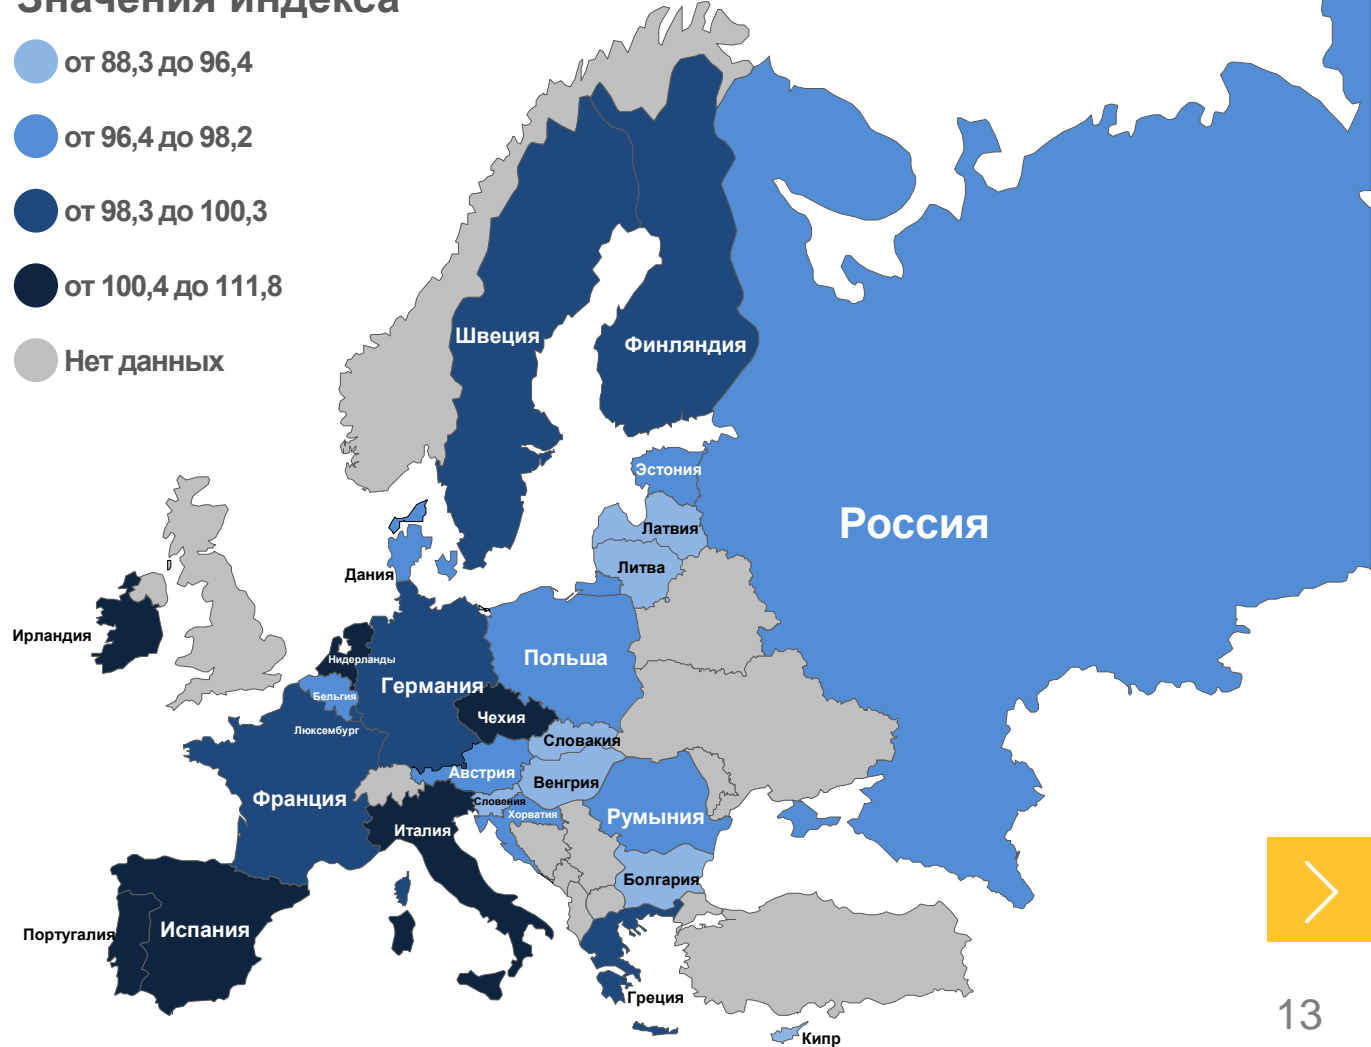 Значения индекса
от 88,3 до 96,4
от 96,4 до 98,2
от 98,3 до 100,3
от 100,4 до 111,8
Нет данных
Швеция
Финляндия
Эстония
Россия
Латвия
Литва
Дания
Ирландия
Нидерланды
Польша
Германия
Бельгия
Чехия
Люксембург
Словакия
Австрия
Венгрия
Франция
Словения
Хорватия
Румыния
Италия
Болгария
Испания
Португалия
Греция
13
Кипр